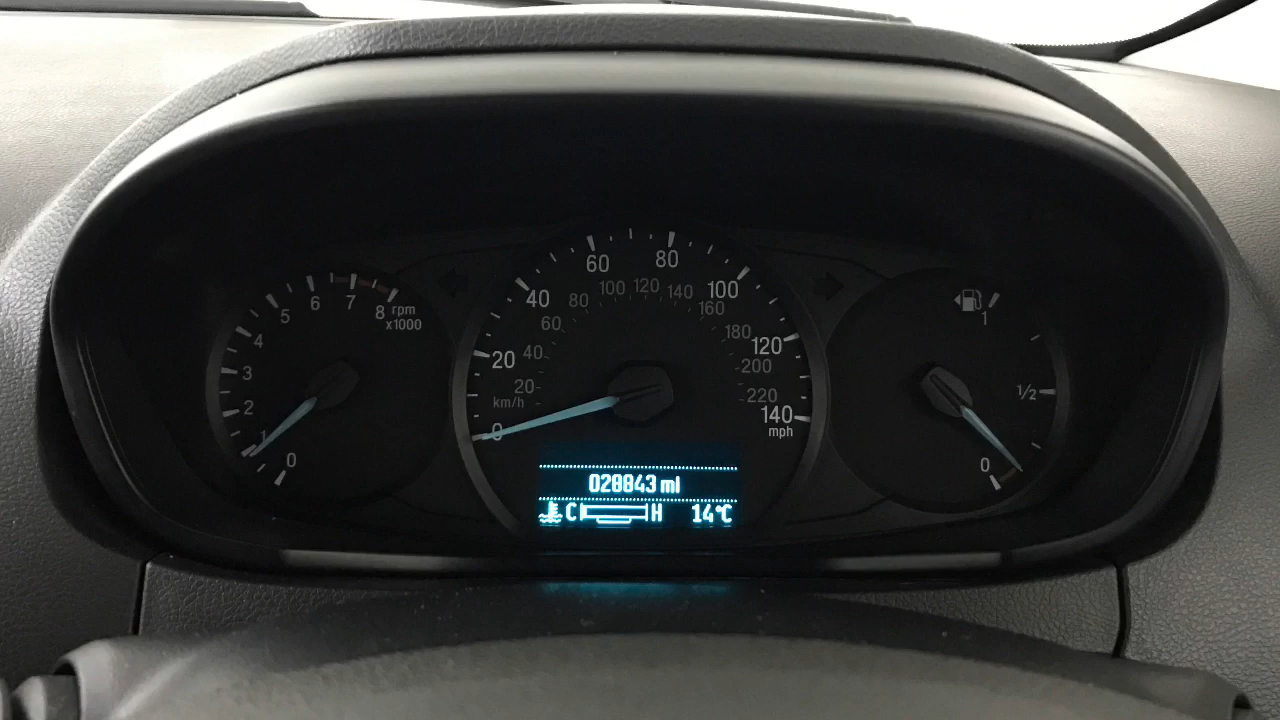 0 1 2 3 4 5 6 7 8 rpm
x1000
0 20 40 60 80 100 120 140
mph
20 40 60 80 100 120 140 160 180 200 220
km/h
1
1/2
0
028843 mi
C H 14°C